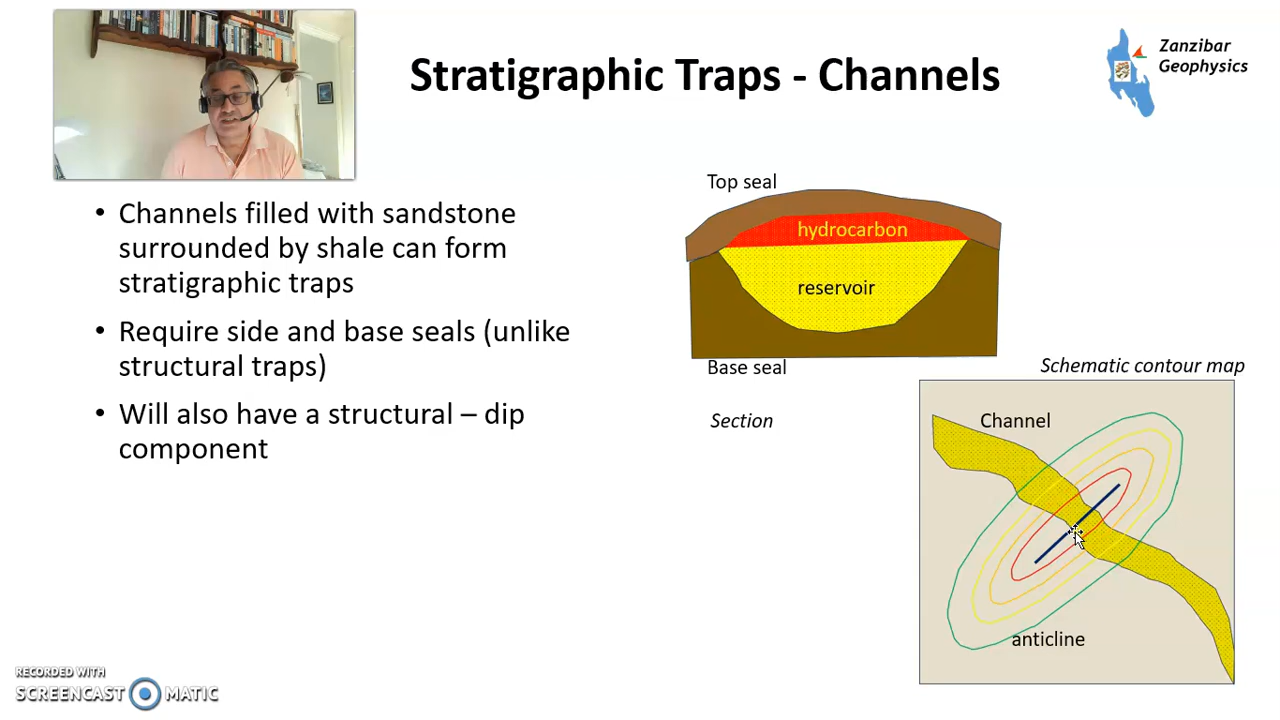 Stratigraphic Traps - Channels
Zanzibar
Geophysics
• Channels filled with sandstone
surrounded by shale can form
stratigraphic traps
• Require side and base seals (unlike
structural traps)
• Will also have a structural – dip
component
Top seal
hydrocarbon
reservoir
Base seal
Section
Schematic contour map
Channel
anticline
RECORDED WITH
SCREENCAST MATIC